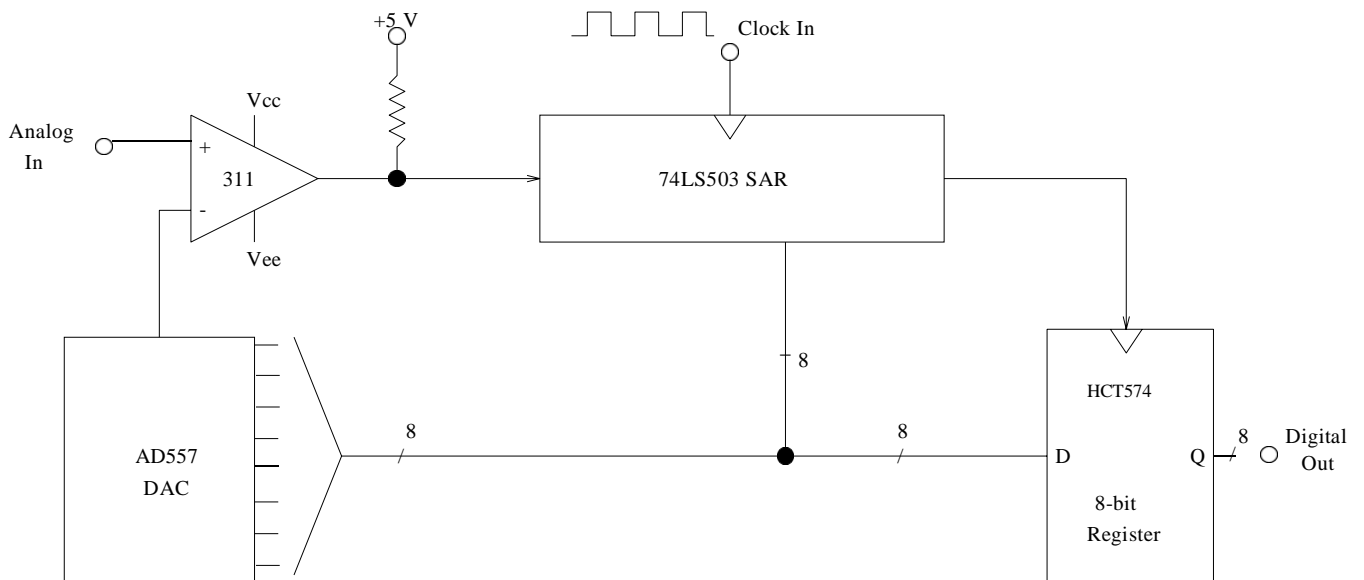 +5 V
Clock In
Vcc
Analog
In
+
311
74LS503 SAR
-
Vee
8
HCT574
8
8
8
Digital
Out
AD557
DAC
D
Q
8-bit
Register